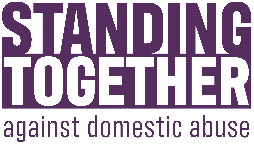 STANDING
TOGETHER
against domestic abuse